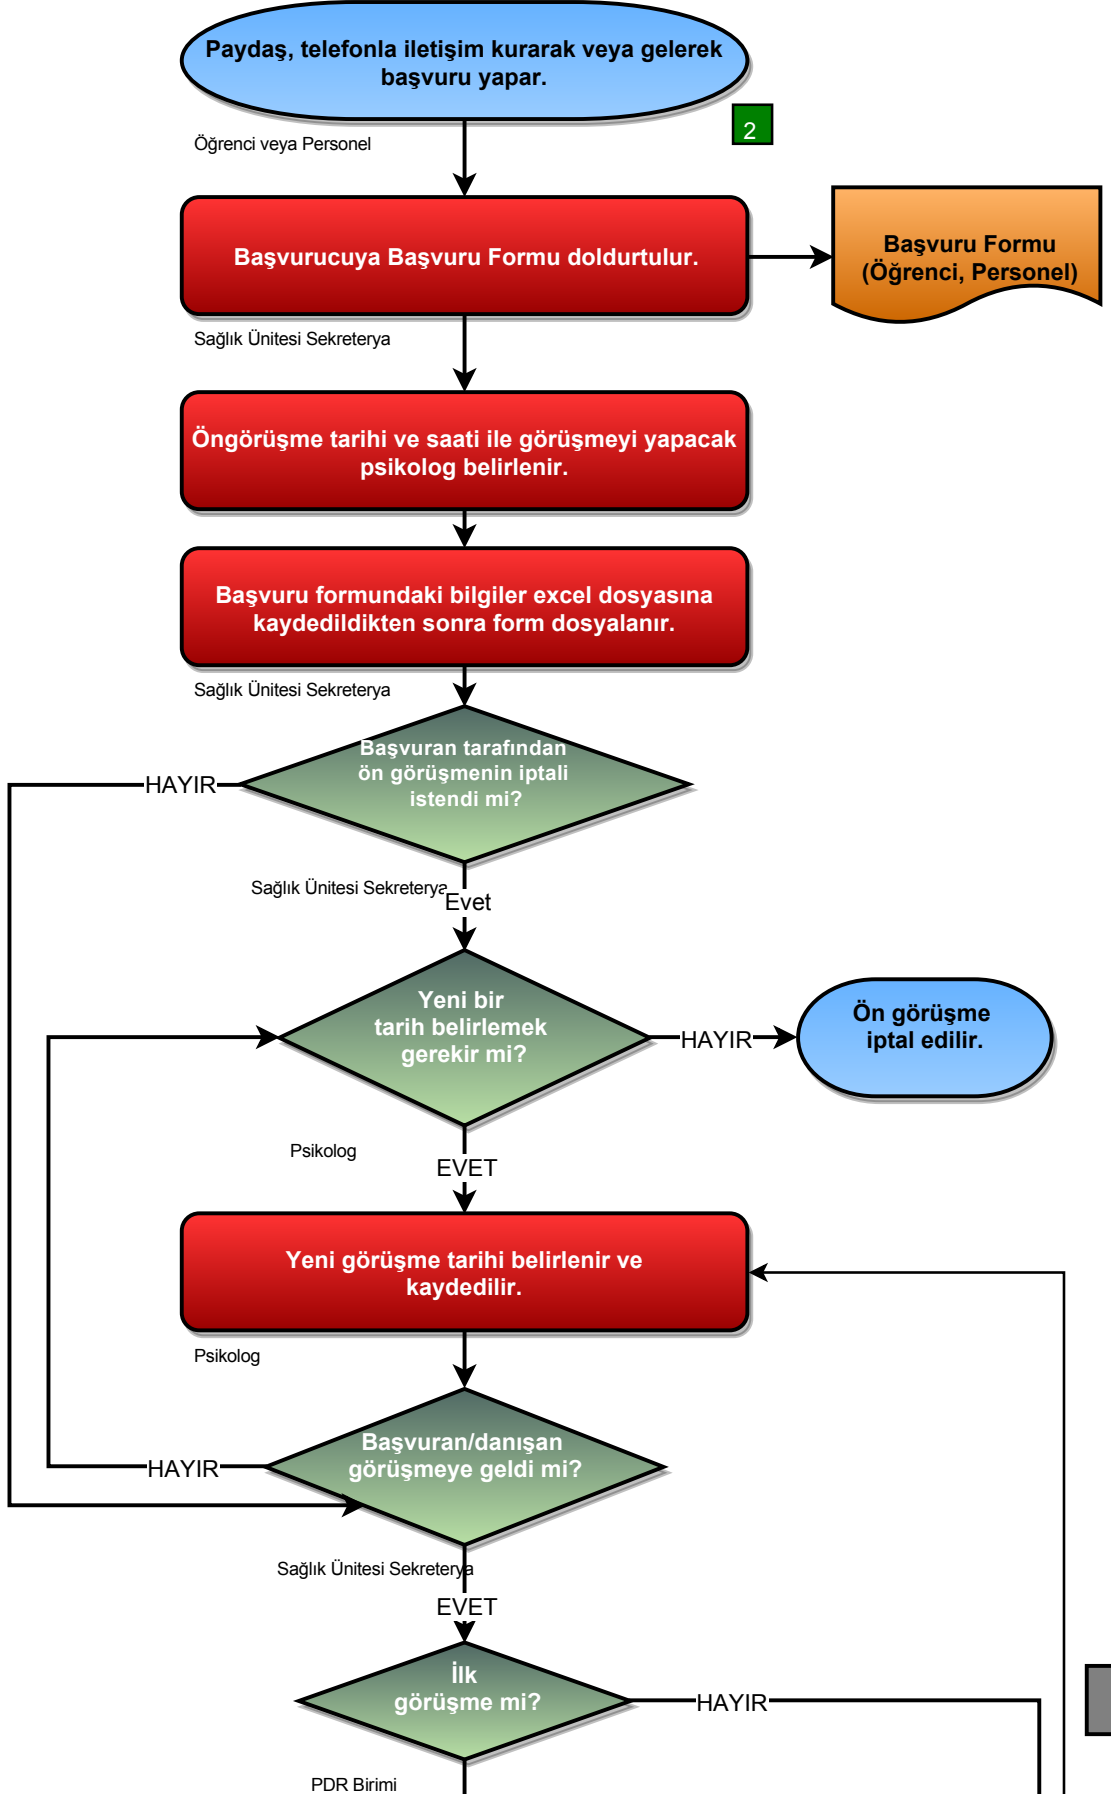 Paydaş, telefonla iletişim kurarak veya gelerek
başvuru yapar.
2
Öğrenci veya Personel
Başvurucuya Başvuru Formu doldurtulur.
Başvuru Formu
(Öğrenci, Personel)
Sağlık Ünitesi Sekreterya
Öngörüşme tarihi ve saati ile görüşmeyi yapacak
psikolog belirlenir.
Başvuru formundaki bilgiler excel dosyasına
kaydedildikten sonra form dosyalanır.
Sağlık Ünitesi Sekreterya
Başvuran tarafından
ön görüşmenin iptali
istendi mi?
HAYIR
Sağlık Ünitesi Sekreterya
Evet
Yeni bir
tarih belirlemek
gerekir mi?
HAYIR
Ön görüşme
iptal edilir.
Psikolog
EVET
Yeni görüşme tarihi belirlenir ve
kaydedilir.
Psikolog
Başvuran/danışan
görüşmeye geldi mi?
HAYIR
Sağlık Ünitesi Sekreterya
EVET
İlk
görüşme mi?
HAYIR
PDR Birimi